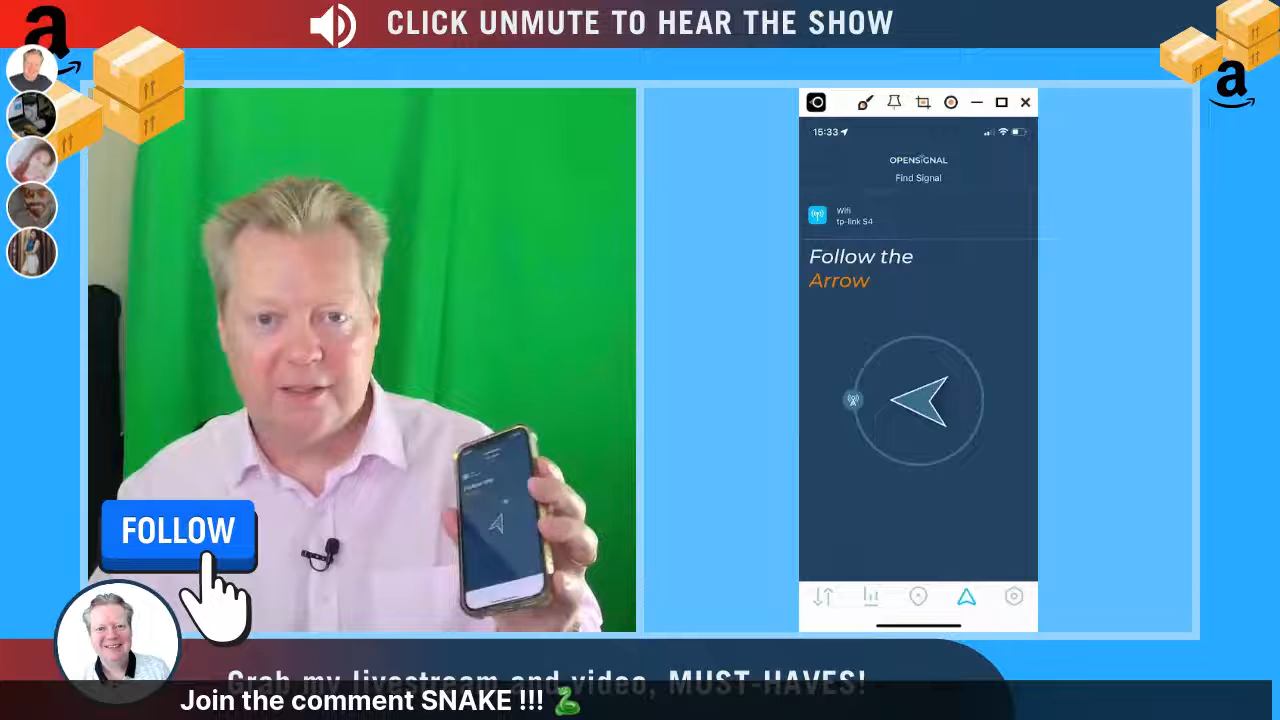 CLICK UNMUTE TO HEAR THE SHOW
a
a
15:33
OPENSIGNAL
Find Signal
Wifi
tp-link S4
Follow the
Arrow
FOLLOW
Grab my livestream and video, MUST-HAVES!
Join the comment SNAKE !!! 🐍